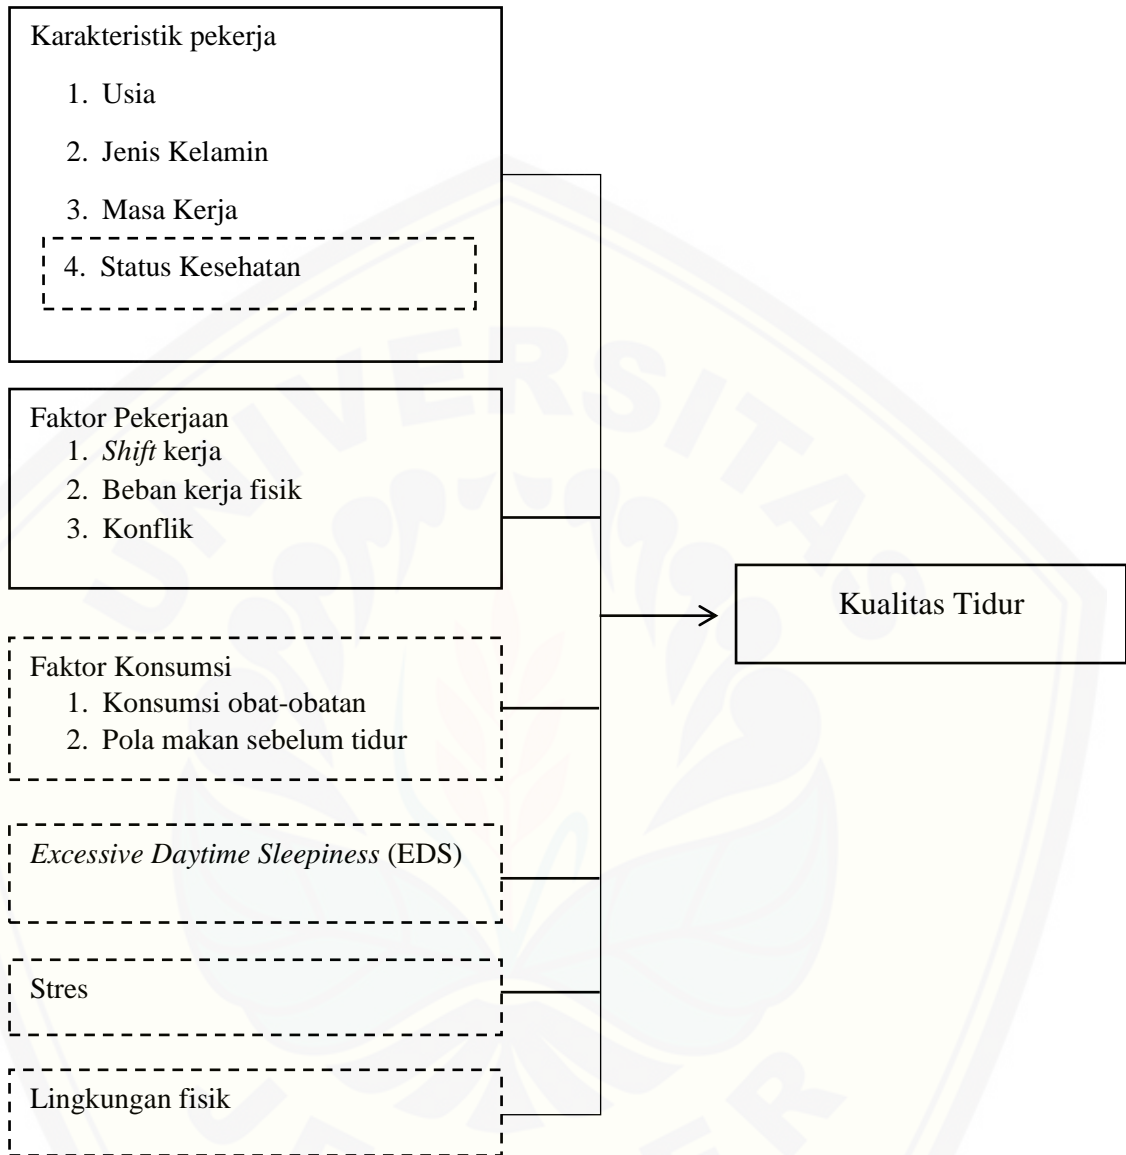 Karakteristik pekerja
1. Usia
2. Jenis Kelamin
3. Masa Kerja
4. Status Kesehatan
Faktor Pekerjaan
1. Shift kerja
2. Beban kerja fisik
3. Konflik
Kualitas Tidur
Faktor Konsumsi
1. Konsumsi obat-obatan
2. Pola makan sebelum tidur
Excessive Daytime Sleepiness (EDS)
Stres
Lingkungan fisik
UNIVERSITAS